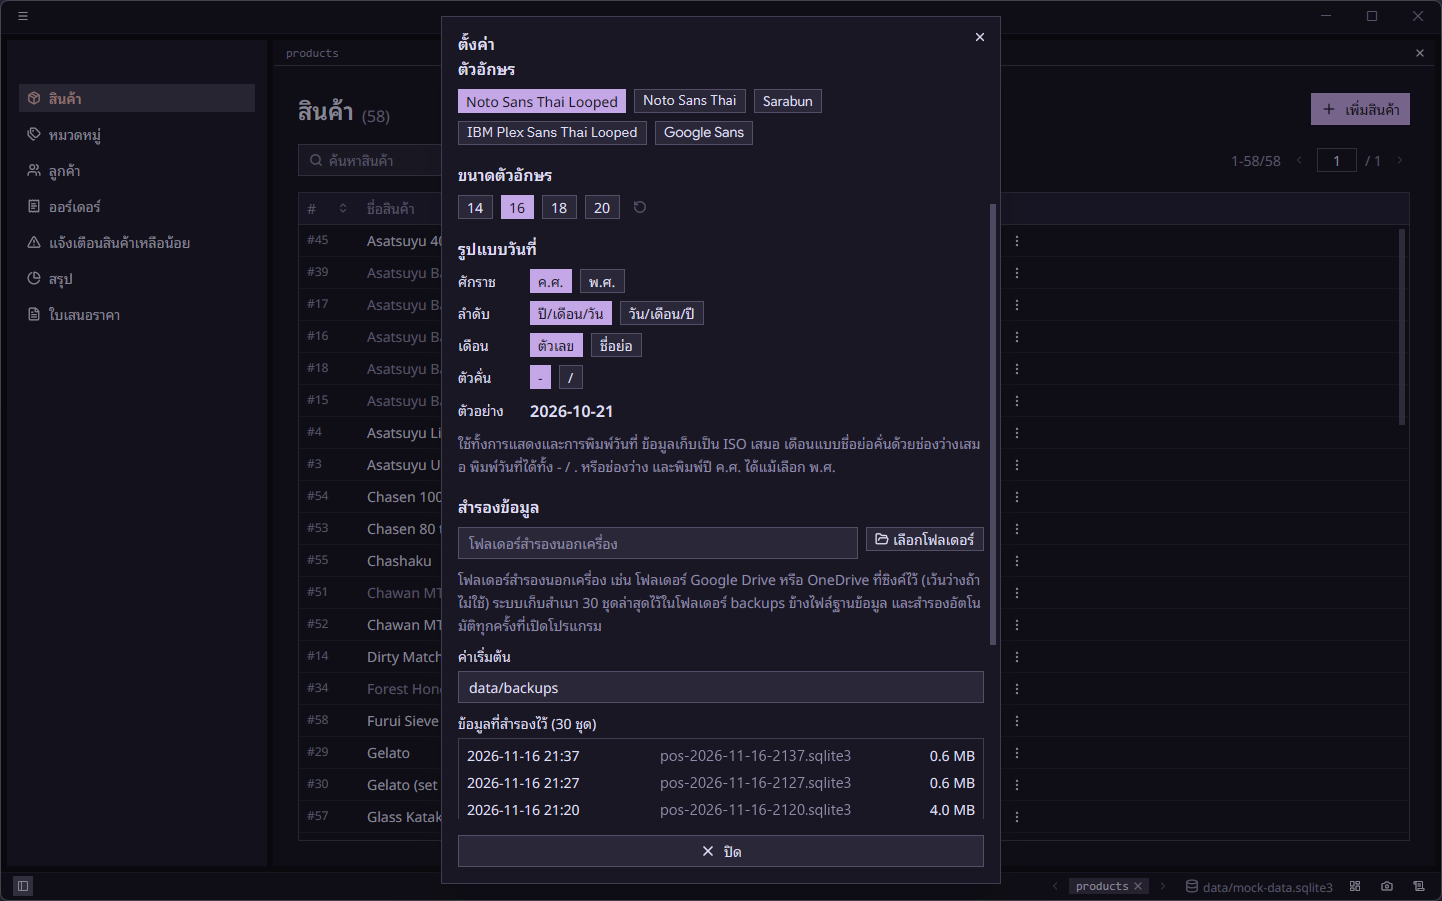 products
สินค้า
หมวดหมู่
ลูกค้า
ออร์เดอร์
แจ้งเตือนสินค้าเหลือน้อย
สรุป
ใบเสนอราคา
สินค้า (58)
เพิ่มสินค้า
ค้นหาสินค้า
1-58/58
1
/ 1
# ชื่อสินค้า
#45 Asatsuyu 40
#39 Asatsuyu Ba
#17 Asatsuyu Ba
#16 Asatsuyu Ba
#18 Asatsuyu Ba
#15 Asatsuyu Ba
#4 Asatsuyu Li
#3 Asatsuyu U
#54 Chasen 100
#53 Chasen 80 t
#55 Chashaku
#51 Chawan MT
#52 Chawan MT
#14 Dirty Match
#34 Forest Hon
#58 Furui Sieve
#29 Gelato
#30 Gelato (set
#57 Glass Katak
ตั้งค่า
ตัวอักษร
Noto Sans Thai Looped
Noto Sans Thai
Sarabun
IBM Plex Sans Thai Looped
Google Sans
ขนาดตัวอักษร
14 16 18 20
รูปแบบวันที่
ศักราช ค.ศ. พ.ศ.
ลำดับ ปี/เดือน/วัน วัน/เดือน/ปี
เดือน ตัวเลข ชื่อย่อ
ตัวคั่น - /
ตัวอย่าง 2026-10-21
ใช้ทั้งการแสดงและการพิมพ์วันที่ ข้อมูลเก็บเป็น ISO เสมอ เดือนแบบชื่อย่อคั่นด้วยช่องว่างเสม
อ พิมพ์วันที่ได้ทั้ง - / . หรือช่องว่าง และพิมพ์ปี ค.ศ. ได้แม้เลือก พ.ศ.
สำรองข้อมูล
โฟลเดอร์สำรองนอกเครื่อง
เลือกโฟลเดอร์
โฟลเดอร์สำรองนอกเครื่อง เช่น โฟลเดอร์ Google Drive หรือ OneDrive ที่ซิงค์ไว้ (เว้นว่างถ้า
ไม่ใช้) ระบบเก็บสำเนา 30 ชุดล่าสุดไว้ในโฟลเดอร์ backups ข้างไฟล์ฐานข้อมูล และสำรองอัตโน
มัติทุกครั้งที่เปิดโปรแกรม
ค่าเริ่มต้น
data/backups
ข้อมูลที่สำรองไว้ (30 ชุด)
2026-11-16 21:37 pos-2026-11-16-2137.sqlite3 0.6 MB
2026-11-16 21:27 pos-2026-11-16-2127.sqlite3 0.6 MB
2026-11-16 21:20 pos-2026-11-16-2120.sqlite3 4.0 MB
ปิด
products
data/mock-data.sqlite3